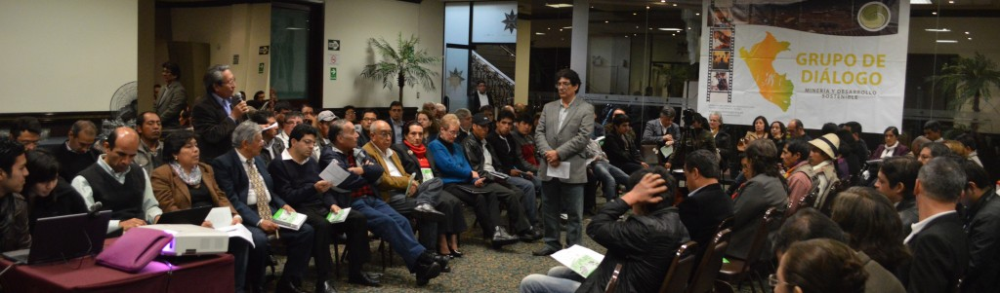 GRUPO DE
DIÁLOGO
MINERÍA Y DESARROLLO
SOSTENIBLE